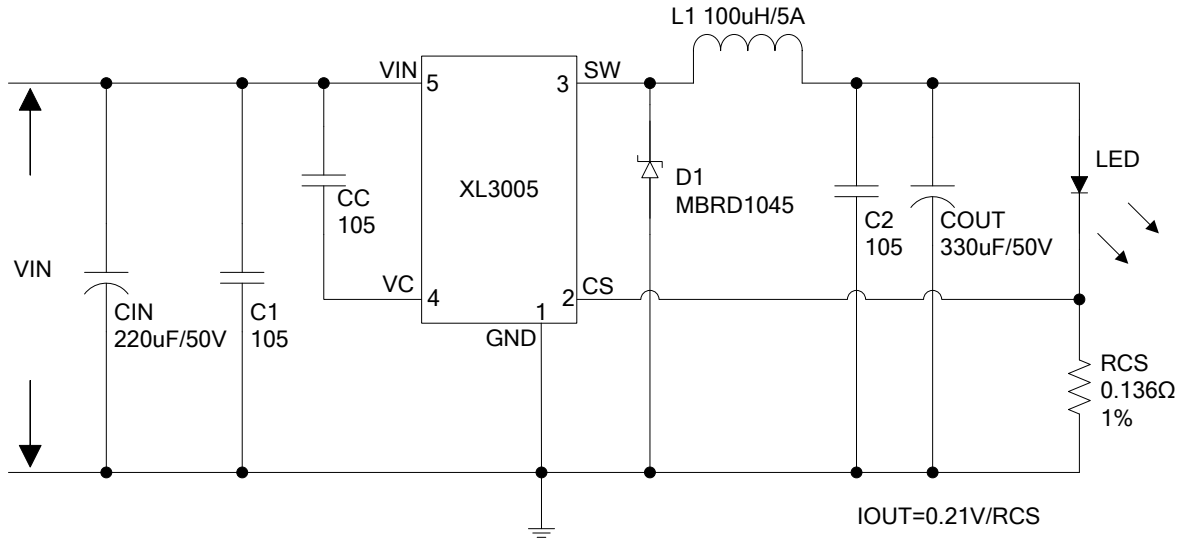 L1 100uH/5A
VIN
5
3
SW
XL3005
CC
105
D1
MBRD1045
C2
105
COUT
330uF/50V
LED
VIN
VC
4
2
CS
1
GND
CIN
220uF/50V
C1
105
RCS
0.136Ω
1%
IOUT=0.21V/RCS